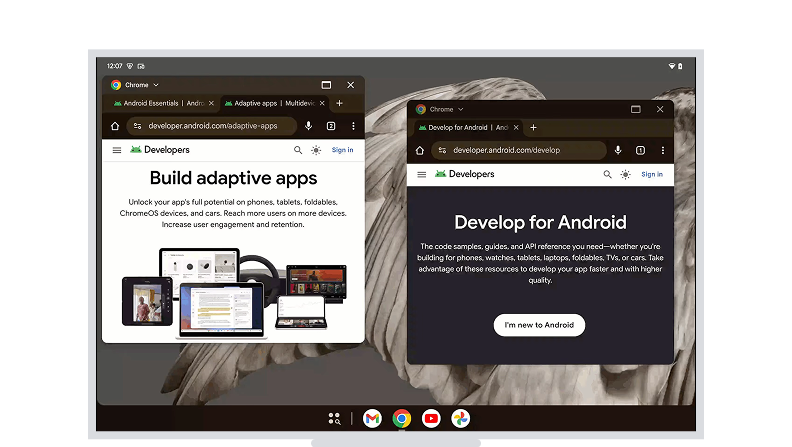 12:07
Chrome
Android Essentials | Andro
Adaptive apps | Multidevic
developer.android.com/adaptive-apps
2
Developers
Sign in
Build adaptive apps
Unlock your app's full potential on phones, tablets, foldables,
ChromeOS devices, and cars. Reach more users on more devices.
Increase user engagement and retention.
Chrome
Develop for Android | And
developer.android.com/develop
1
Developers
Sign in
Develop for Android
The code samples, guides, and API reference you need—whether you're
building for phones, watches, tablets, laptops, foldables, TVs, or cars. Take
advantage of these resources to develop your app faster and with higher
quality.
I'm new to Android